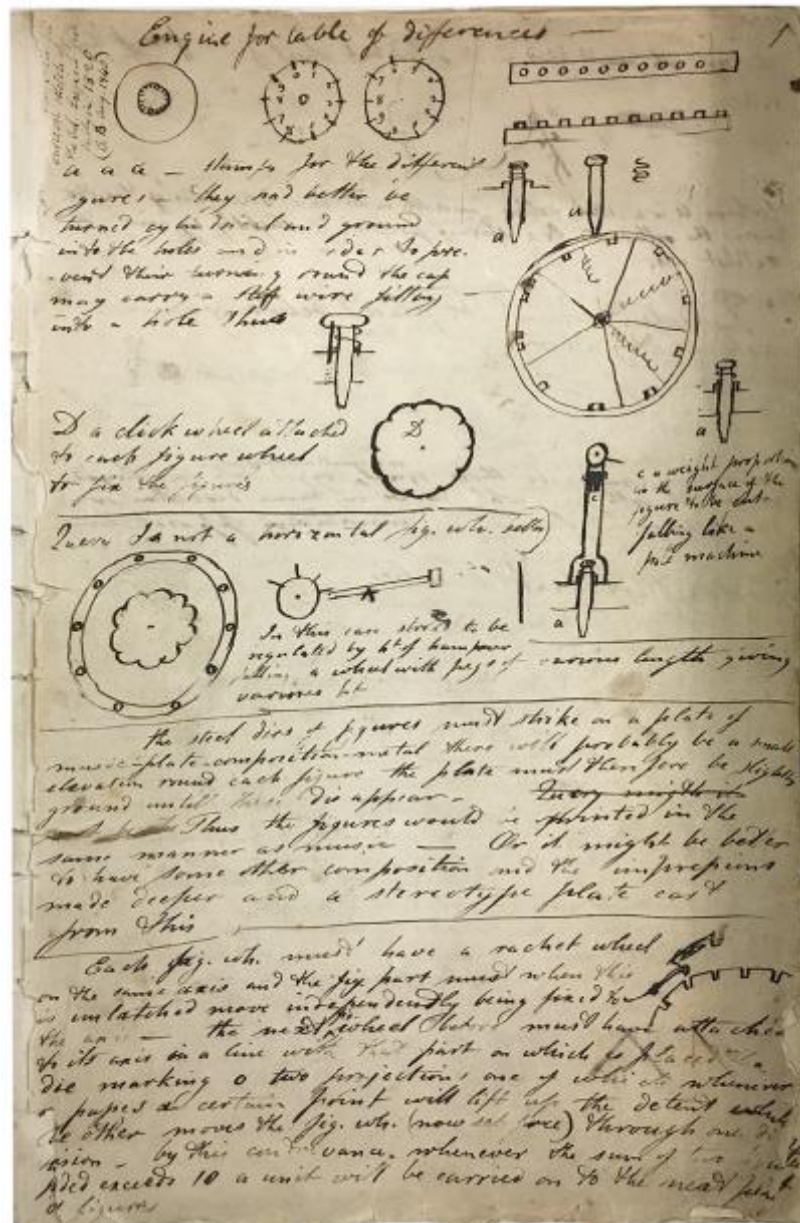 Engine for table of differences —
1
a a a — stamps for the different
figures — they had better be
turned cylindrical and ground
into the holes and in order to pre-
-vent their turning round the cap
may carry a stiff wire fitting
into a hole thus
a
a
a
D a click wheel attached
to each figure wheel
to fix the figures
D
c a weight proportion
to the surface of the
figure to be cut
falling like a
pile machine
c
a
Quere Is not a horizontal fig. wh. better
In this case stroke to be
regulated by ht of hammer
falling, a wheel with pegs of various length giving
various ht
the steel dies of figures must strike on a plate of
music-plate-composition-metal there will probably be a small
elevation round each figure the plate must therefore be slightly
ground until these disappear — Query might it
Thus the figures would be printed in the
same manner as music — Or it might be better
to have some other composition and the impressions
made deeper and a stereotype plate cast
from this
Each fig. wh. must have a rachet wheel
on the same axis and the fig part must when this
is unlatched move independently being fixed to
the axis — the next fig wheel must have attached
to its axis in a line with that part on which is placed
die marking 0 two projections one of which whenever
passes a certain point will lift up the detent while
the other moves the fig. wh. (now set free) through one di-
vision — by this contrivance whenever the sum of two figures
added exceeds 10 a unit will be carried on to the next
of figures